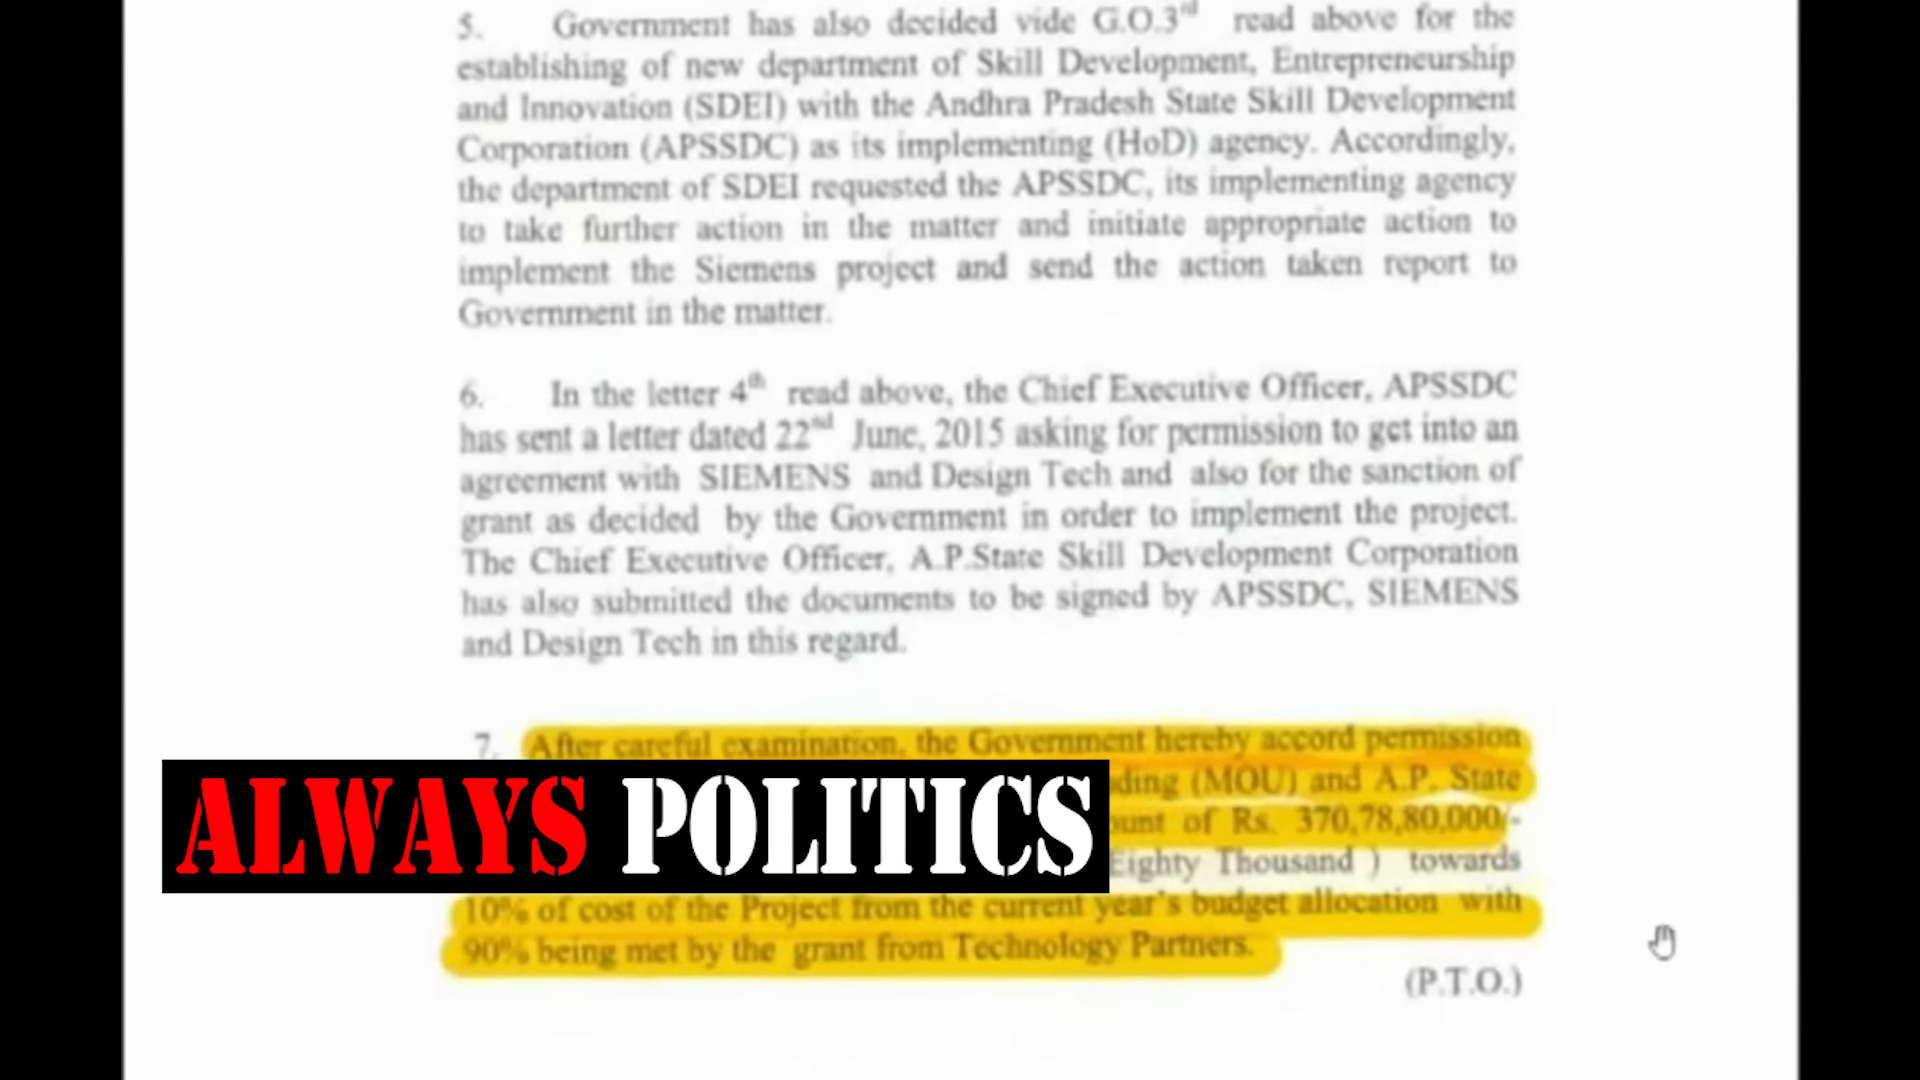 5. Government has also decided vide G.O.3rd read above for the
establishing of new department of Skill Development, Entrepreneurship
and Innovation (SDEI) with the Andhra Pradesh State Skill Development
Corporation (APSSDC) as its implementing (HoD) agency. Accordingly,
the department of SDEI requested the APSSDC, its implementing agency
to take further action in the matter and initiate appropriate action to
implement the Siemens project and send the action taken report to
Government in the matter.
6. In the letter 4th read above, the Chief Executive Officer, APSSDC
has sent a letter dated 22nd June, 2015 asking for permission to get into an
agreement with SIEMENS and Design Tech and also for the sanction of
grant as decided by the Government in order to implement the project.
The Chief Executive Officer, A.P.State Skill Development Corporation
has also submitted the documents to be signed by APSSDC, SIEMENS
and Design Tech in this regard.
7. After careful examination, the Government hereby accord permission
ding (MOU) and A.P. State
unt of Rs. 370,78,80,000/-
Eighty Thousand ) towards
ALWAYS POLITICS
10% of cost of the Project from the current year's budget allocation with
90% being met by the grant from Technology Partners.
(P.T.O.)